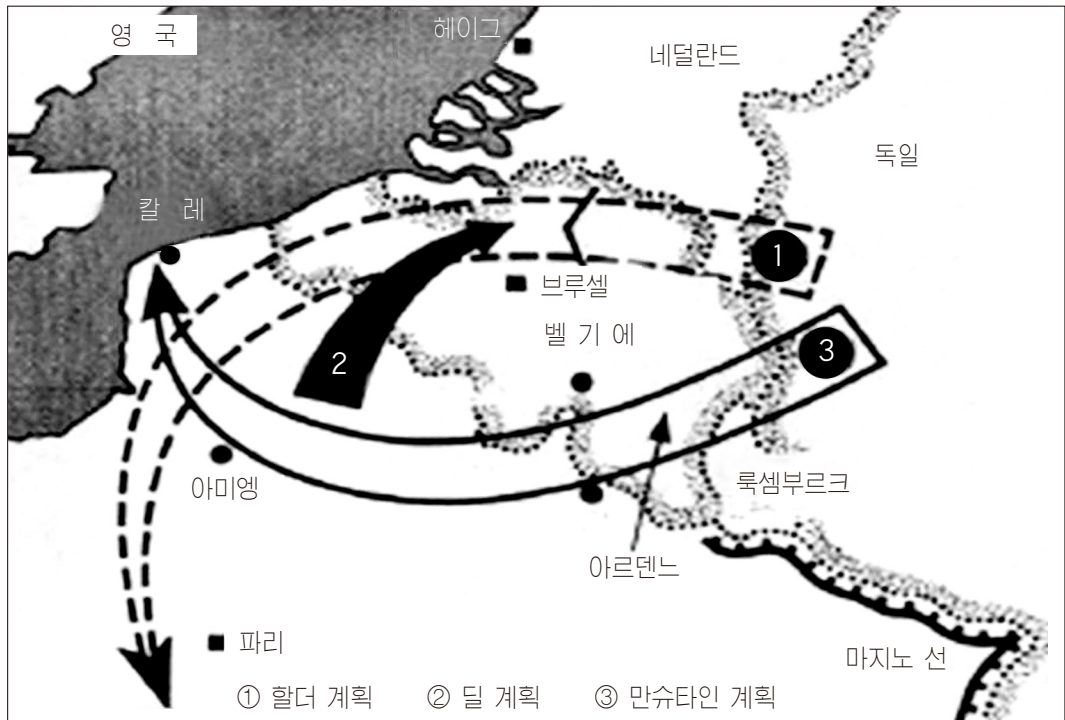 영 국
헤이그
네덜란드
독일
칼 레
1
브루셀
벨 기 에
2
3
아미엥
룩셈부르크
아르덴느
파리
마지노 선
① 할더 계획 ② 딜 계획 ③ 만슈타인 계획